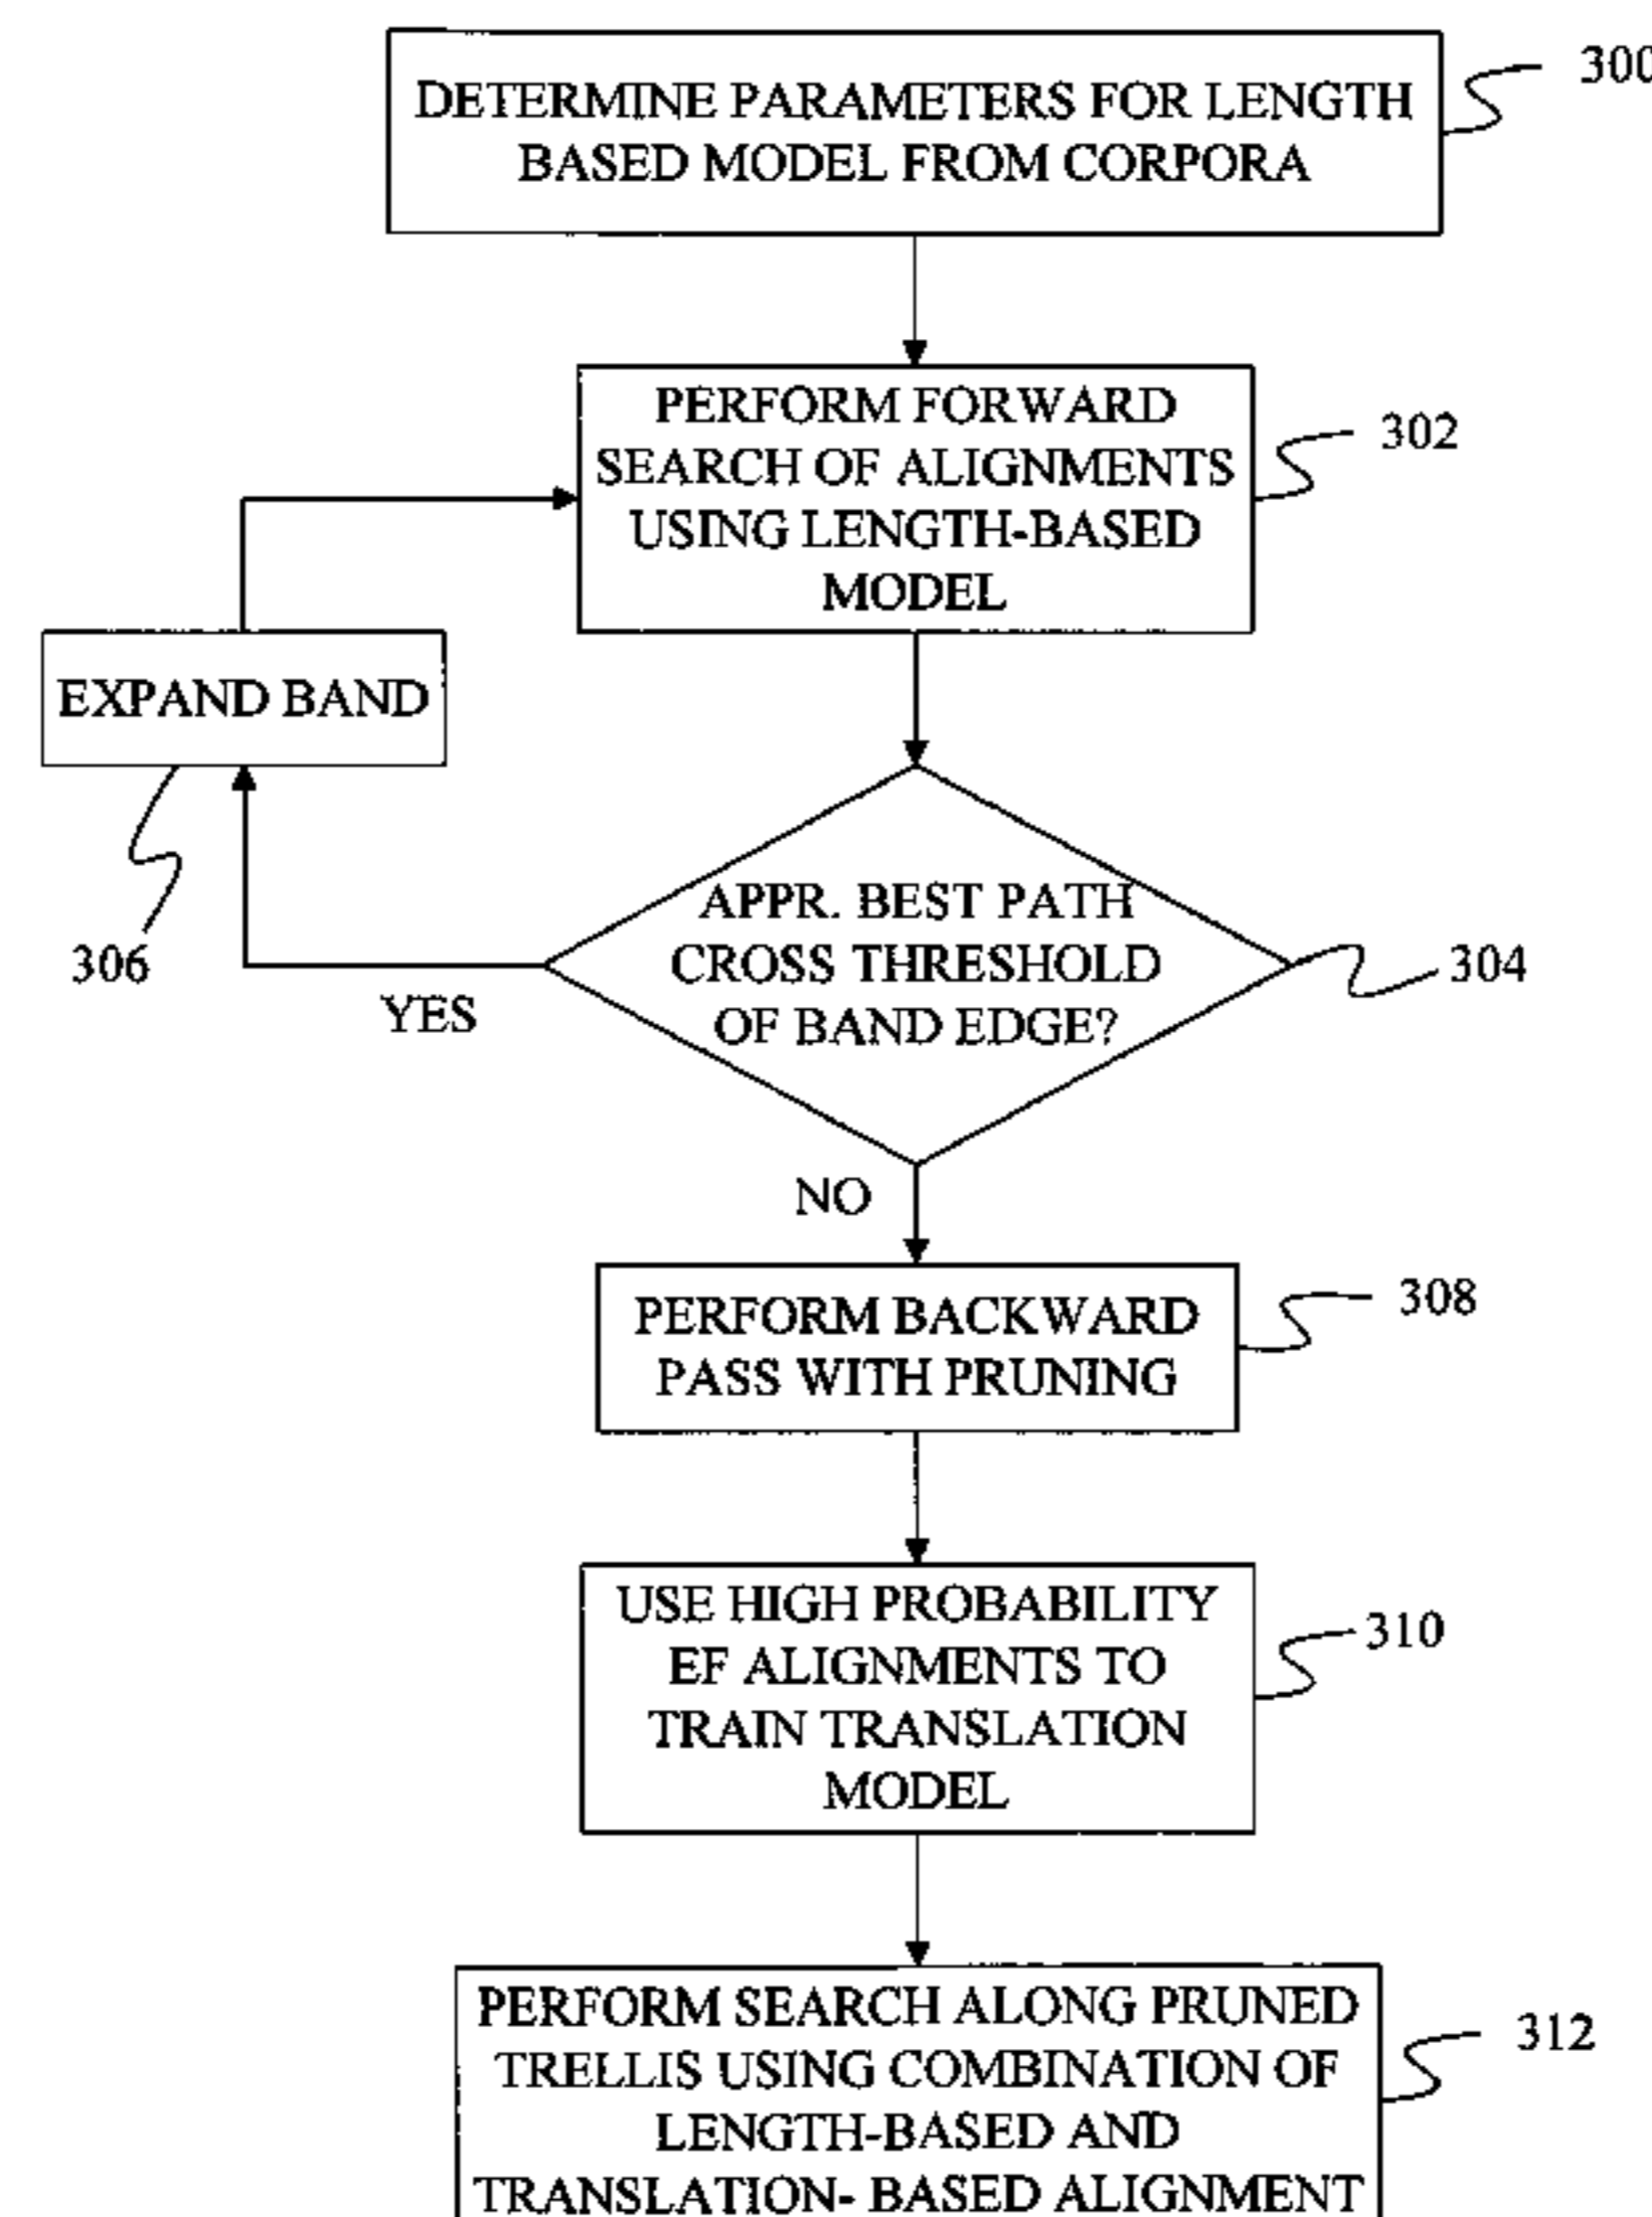 DETERMINE PARAMETERS FOR LENGTH
BASED MODEL FROM CORPORA
300
PERFORM FORWARD
SEARCH OF ALIGNMENTS
USING LENGTH-BASED
MODEL
302
EXPAND BAND
306
APPR. BEST PATH
CROSS THRESHOLD
OF BAND EDGE?
304
YES
NO
PERFORM BACKWARD
PASS WITH PRUNING
308
USE HIGH PROBABILITY
EF ALIGNMENTS TO
TRAIN TRANSLATION
MODEL
310
PERFORM SEARCH ALONG PRUNED
TRELLIS USING COMBINATION OF
LENGTH-BASED AND
TRANSLATION- BASED ALIGNMENT
312